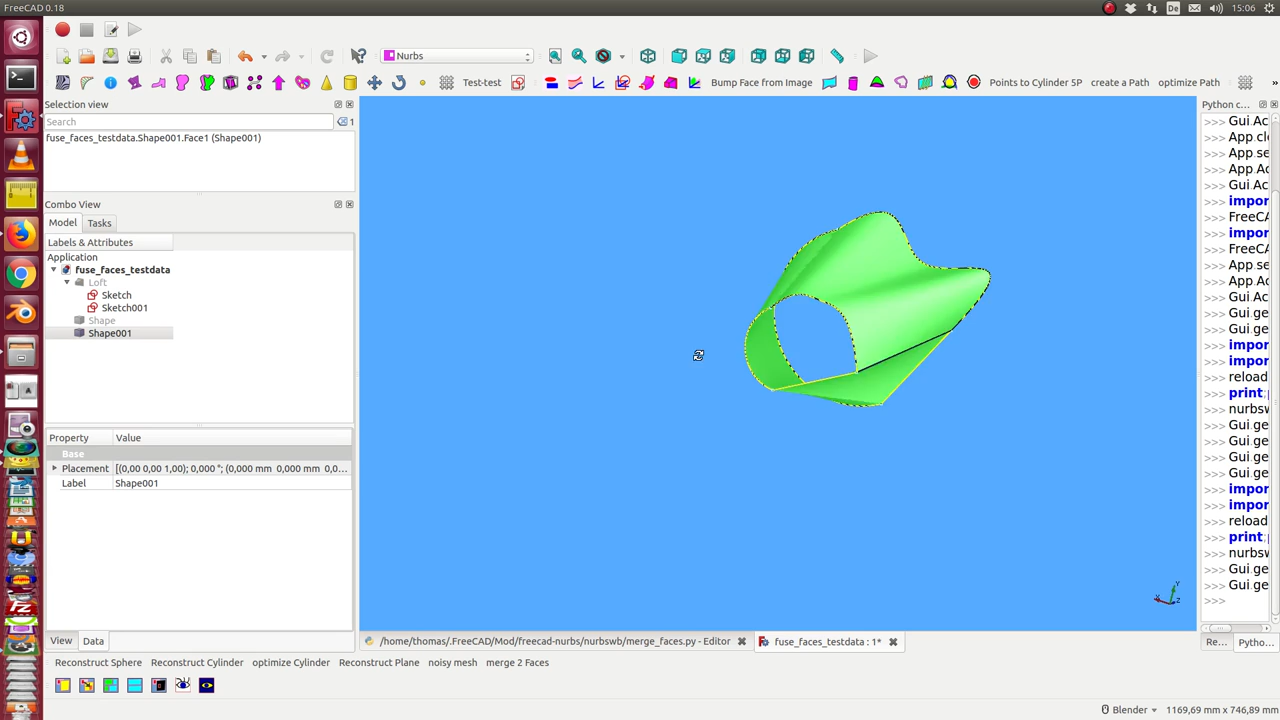 FreeCAD 0.18
De
15:06
Nurbs
Test-test
Bump Face from Image
Points to Cylinder 5P
create a Path
optimize Path
»
Selection view
Search
1
fuse_faces_testdata.Shape001.Face1 (Shape001)
Combo View
Model
Tasks
Labels & Attributes
Application
fuse_faces_testdata
Loft
Sketch
Sketch001
Shape
Shape001
Property
Value
Base
Placement
[(0,00 0,00 1,00); 0,000 °; (0,000 mm 0,000 mm 0,0…
Label
Shape001
View
Data
Y
X
Z
Python c…
>>> Gui.Ac
>>> App.cl
>>> App.se
>>> App.Ac
>>> Gui.Ac
>>> impor
>>> FreeCA
>>> impor
>>> FreeCA
>>> App.se
>>> App.Ac
>>> Gui.Ac
>>> Gui.ge
>>> Gui.ge
>>> impor
>>> impor
>>> reload
>>> print;
>>> nurbsw
>>> Gui.ge
>>> Gui.ge
>>> Gui.ge
>>> Gui.ge
>>> impor
>>> impor
>>> reload
>>> print;
>>> nurbsw
>>> Gui.ge
>>> Gui.ge
>>>
Re…
Pytho…
/home/thomas/.FreeCAD/Mod/freecad-nurbs/nurbswb/merge_faces.py - Editor
fuse_faces_testdata : 1*
Reconstruct Sphere
Reconstruct Cylinder
optimize Cylinder
Reconstruct Plane
noisy mesh
merge 2 Faces
Blender
1169,69 mm x 746,89 mm